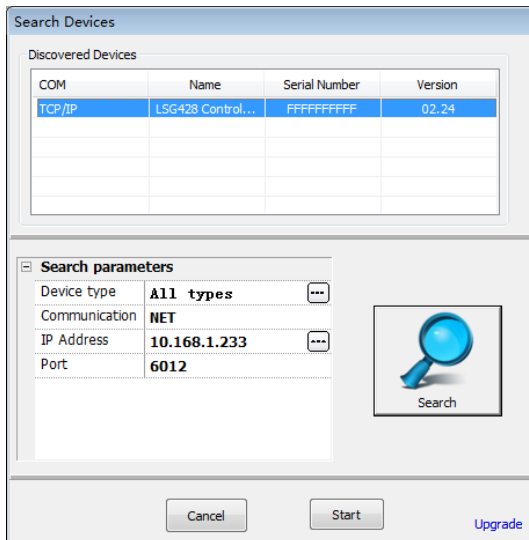 Search Devices
Discovered Devices
COM Name Serial Number Version
TCP/IP LSG428 Control... FFFFFFFFFF 02.24
Search parameters
Device type All types
Communication NET
IP Address 10.168.1.233
Port 6012
Search
Cancel Start
Upgrade